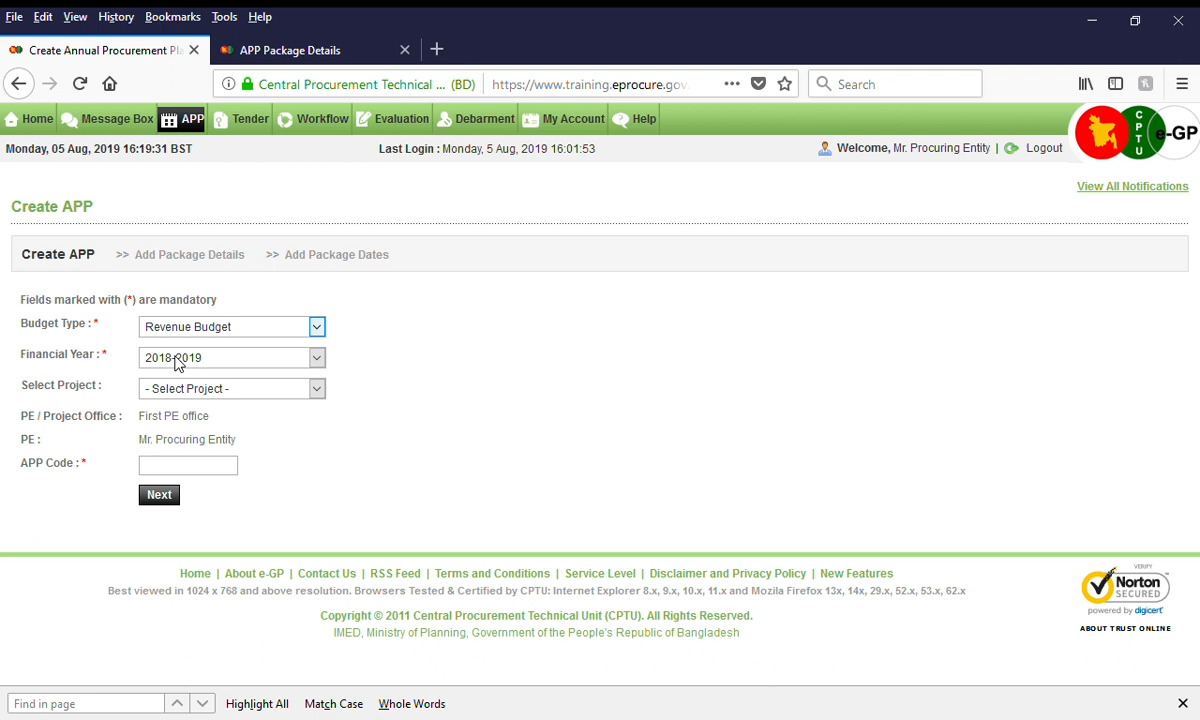 File Edit View History Bookmarks Tools Help
Create Annual Procurement Pla
APP Package Details
Central Procurement Technical ... (BD) https://www.training.eprocure.gov. Search
Home Message Box APP Tender Workflow Evaluation Debarment My Account Help
CPTU e-GP
Monday, 05 Aug, 2019 16:19:31 BST Last Login : Monday, 5 Aug, 2019 16:01:53 Welcome, Mr. Procuring Entity | Logout
View All Notifications
Create APP
Create APP >> Add Package Details >> Add Package Dates
Fields marked with (*) are mandatory
Budget Type : * Revenue Budget
Financial Year : * 2018-2019
Select Project : - Select Project -
PE / Project Office : First PE office
PE : Mr. Procuring Entity
APP Code : *
Next
Home | About e-GP | Contact Us | RSS Feed | Terms and Conditions | Service Level | Disclaimer and Privacy Policy | New Features
Best viewed in 1024 x 768 and above resolution. Browsers Tested & Certified by CPTU: Internet Explorer 8.x, 9.x, 10.x, 11.x and Mozila Firefox 13x, 14x, 29.x, 52.x, 53.x, 62.x
Copyright © 2011 Central Procurement Technical Unit (CPTU). All Rights Reserved.
IMED, Ministry of Planning, Government of the People's Republic of Bangladesh
VERIFY
Norton
SECURED
powered by digicert
ABOUT TRUST ONLINE
Find in page Highlight All Match Case Whole Words